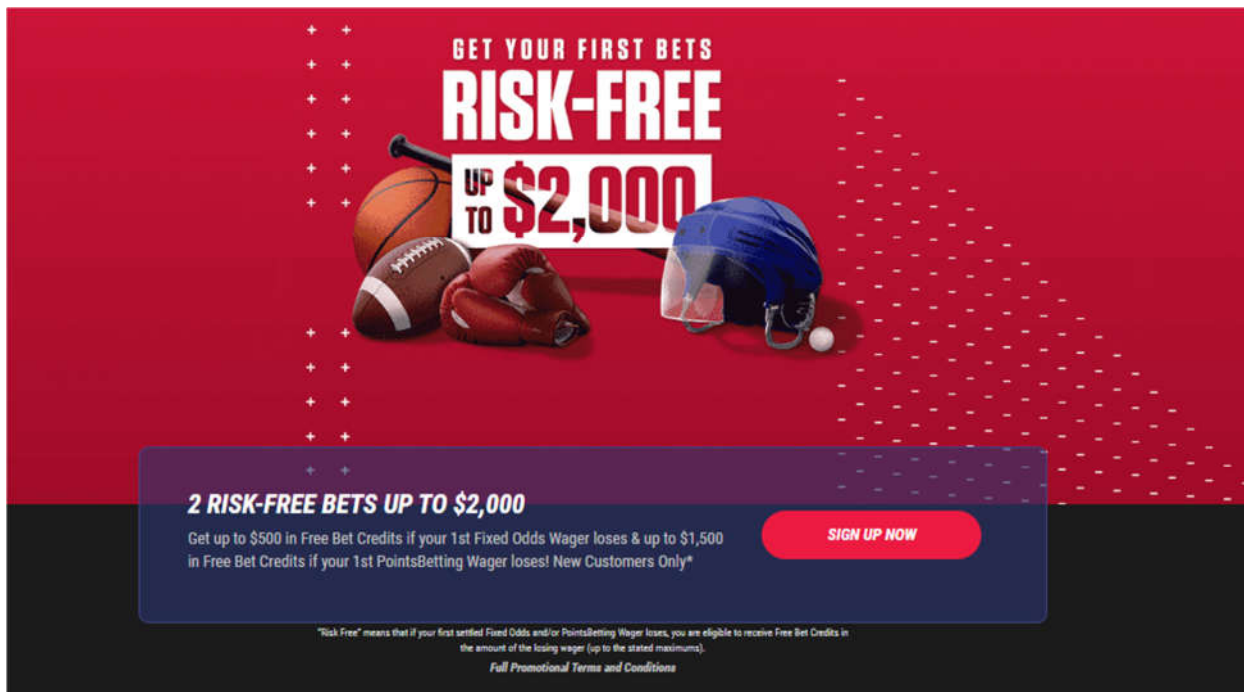 GET YOUR FIRST BETS
RISK-FREE
UP TO $2,000
2 RISK-FREE BETS UP TO $2,000
Get up to $500 in Free Bet Credits if your 1st Fixed Odds Wager loses & up to $1,500
in Free Bet Credits if your 1st PointsBetting Wager loses! New Customers Only*
SIGN UP NOW
"Risk Free" means that if your first settled Fixed Odds and/or PointsBetting Wager loses, you are eligible to receive Free Bet Credits in
the amount of the losing wager (up to the stated maximums).
Full Promotional Terms and Conditions